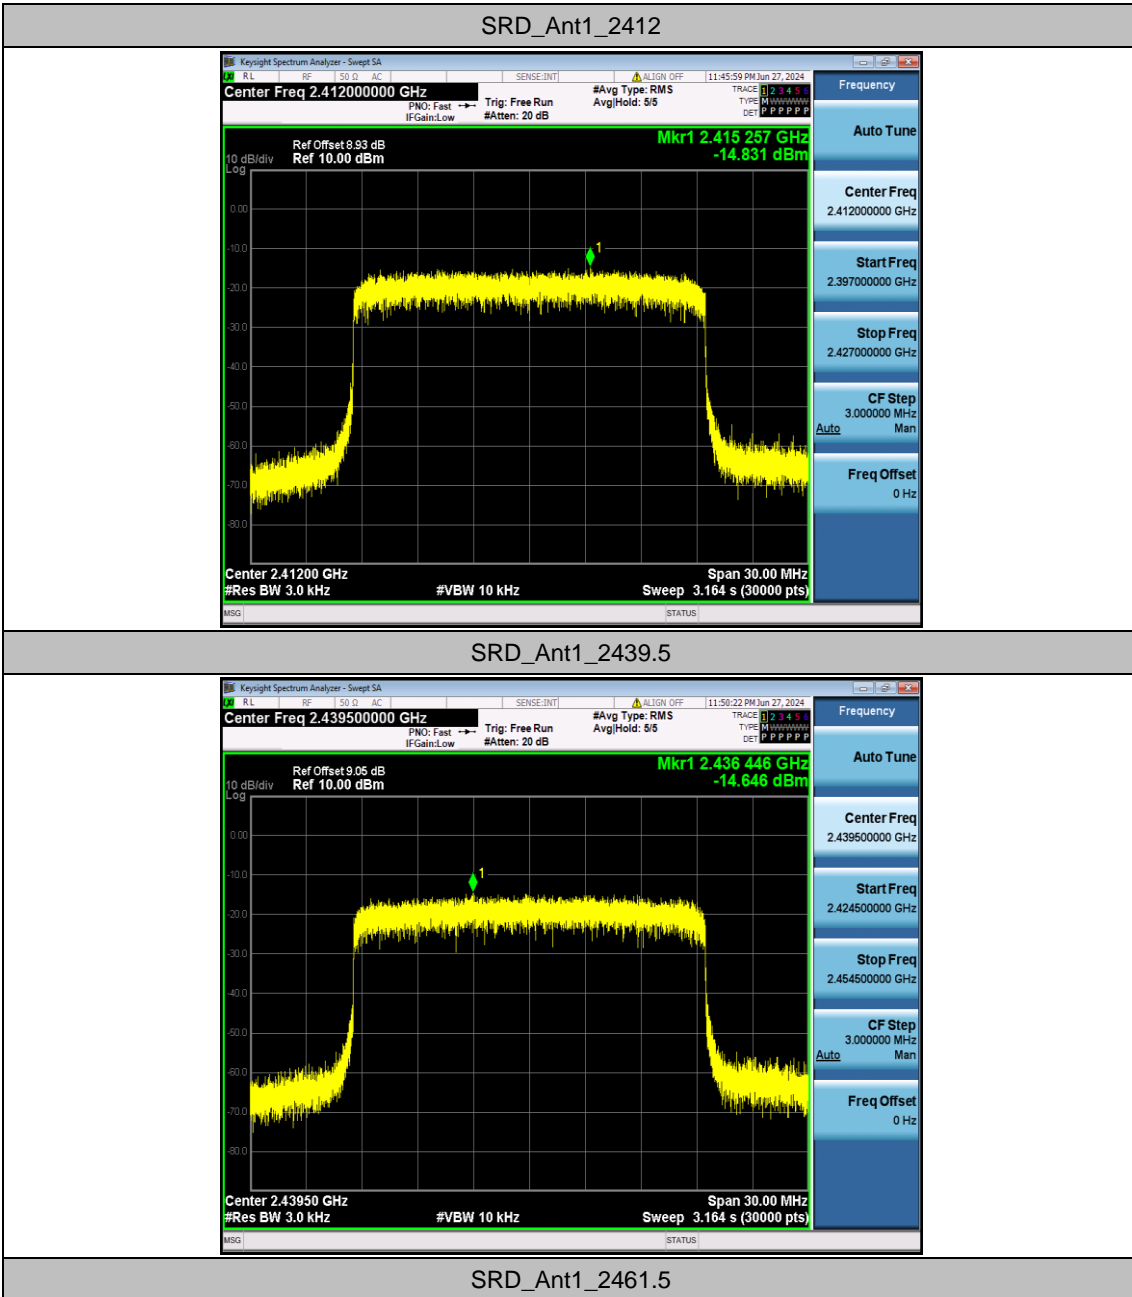 SRD_Ant1_2412
Keysight Spectrum Analyzer - Swept SA
RL RF 50 Ω AC SENSE:INT ALIGN OFF 11:45:59 PM Jun 27, 2024
Center Freq 2.412000000 GHz
PNO: Fast
IFGain:Low
Trig: Free Run
#Atten: 20 dB
#Avg Type: RMS
Avg|Hold: 5/5
TRACE 1 2 3 4 5 6
TYPE M WWWWW
DET P P P P P P
Frequency
Auto Tune
Center Freq
2.412000000 GHz
Start Freq
2.397000000 GHz
Stop Freq
2.427000000 GHz
CF Step
3.000000 MHz
Auto Man
Freq Offset
0 Hz
Mkr1 2.415 257 GHz
-14.831 dBm
Ref Offset 8.93 dB
10 dB/div Ref 10.00 dBm
Log
1
0.00
-10.0
-20.0
-30.0
-40.0
-50.0
-60.0
-70.0
-80.0
Center 2.41200 GHz Span 30.00 MHz
#Res BW 3.0 kHz #VBW 10 kHz Sweep 3.164 s (30000 pts)
MSG STATUS
SRD_Ant1_2439.5
Keysight Spectrum Analyzer - Swept SA
RL RF 50 Ω AC SENSE:INT ALIGN OFF 11:50:22 PM Jun 27, 2024
Center Freq 2.439500000 GHz
PNO: Fast
IFGain:Low
Trig: Free Run
#Atten: 20 dB
#Avg Type: RMS
Avg|Hold: 5/5
TRACE 1 2 3 4 5 6
TYPE M WWWWW
DET P P P P P P
Frequency
Auto Tune
Center Freq
2.439500000 GHz
Start Freq
2.424500000 GHz
Stop Freq
2.454500000 GHz
CF Step
3.000000 MHz
Auto Man
Freq Offset
0 Hz
Mkr1 2.436 446 GHz
-14.646 dBm
Ref Offset 9.05 dB
10 dB/div Ref 10.00 dBm
Log
1
0.00
-10.0
-20.0
-30.0
-40.0
-50.0
-60.0
-70.0
-80.0
Center 2.43950 GHz Span 30.00 MHz
#Res BW 3.0 kHz #VBW 10 kHz Sweep 3.164 s (30000 pts)
MSG STATUS
SRD_Ant1_2461.5